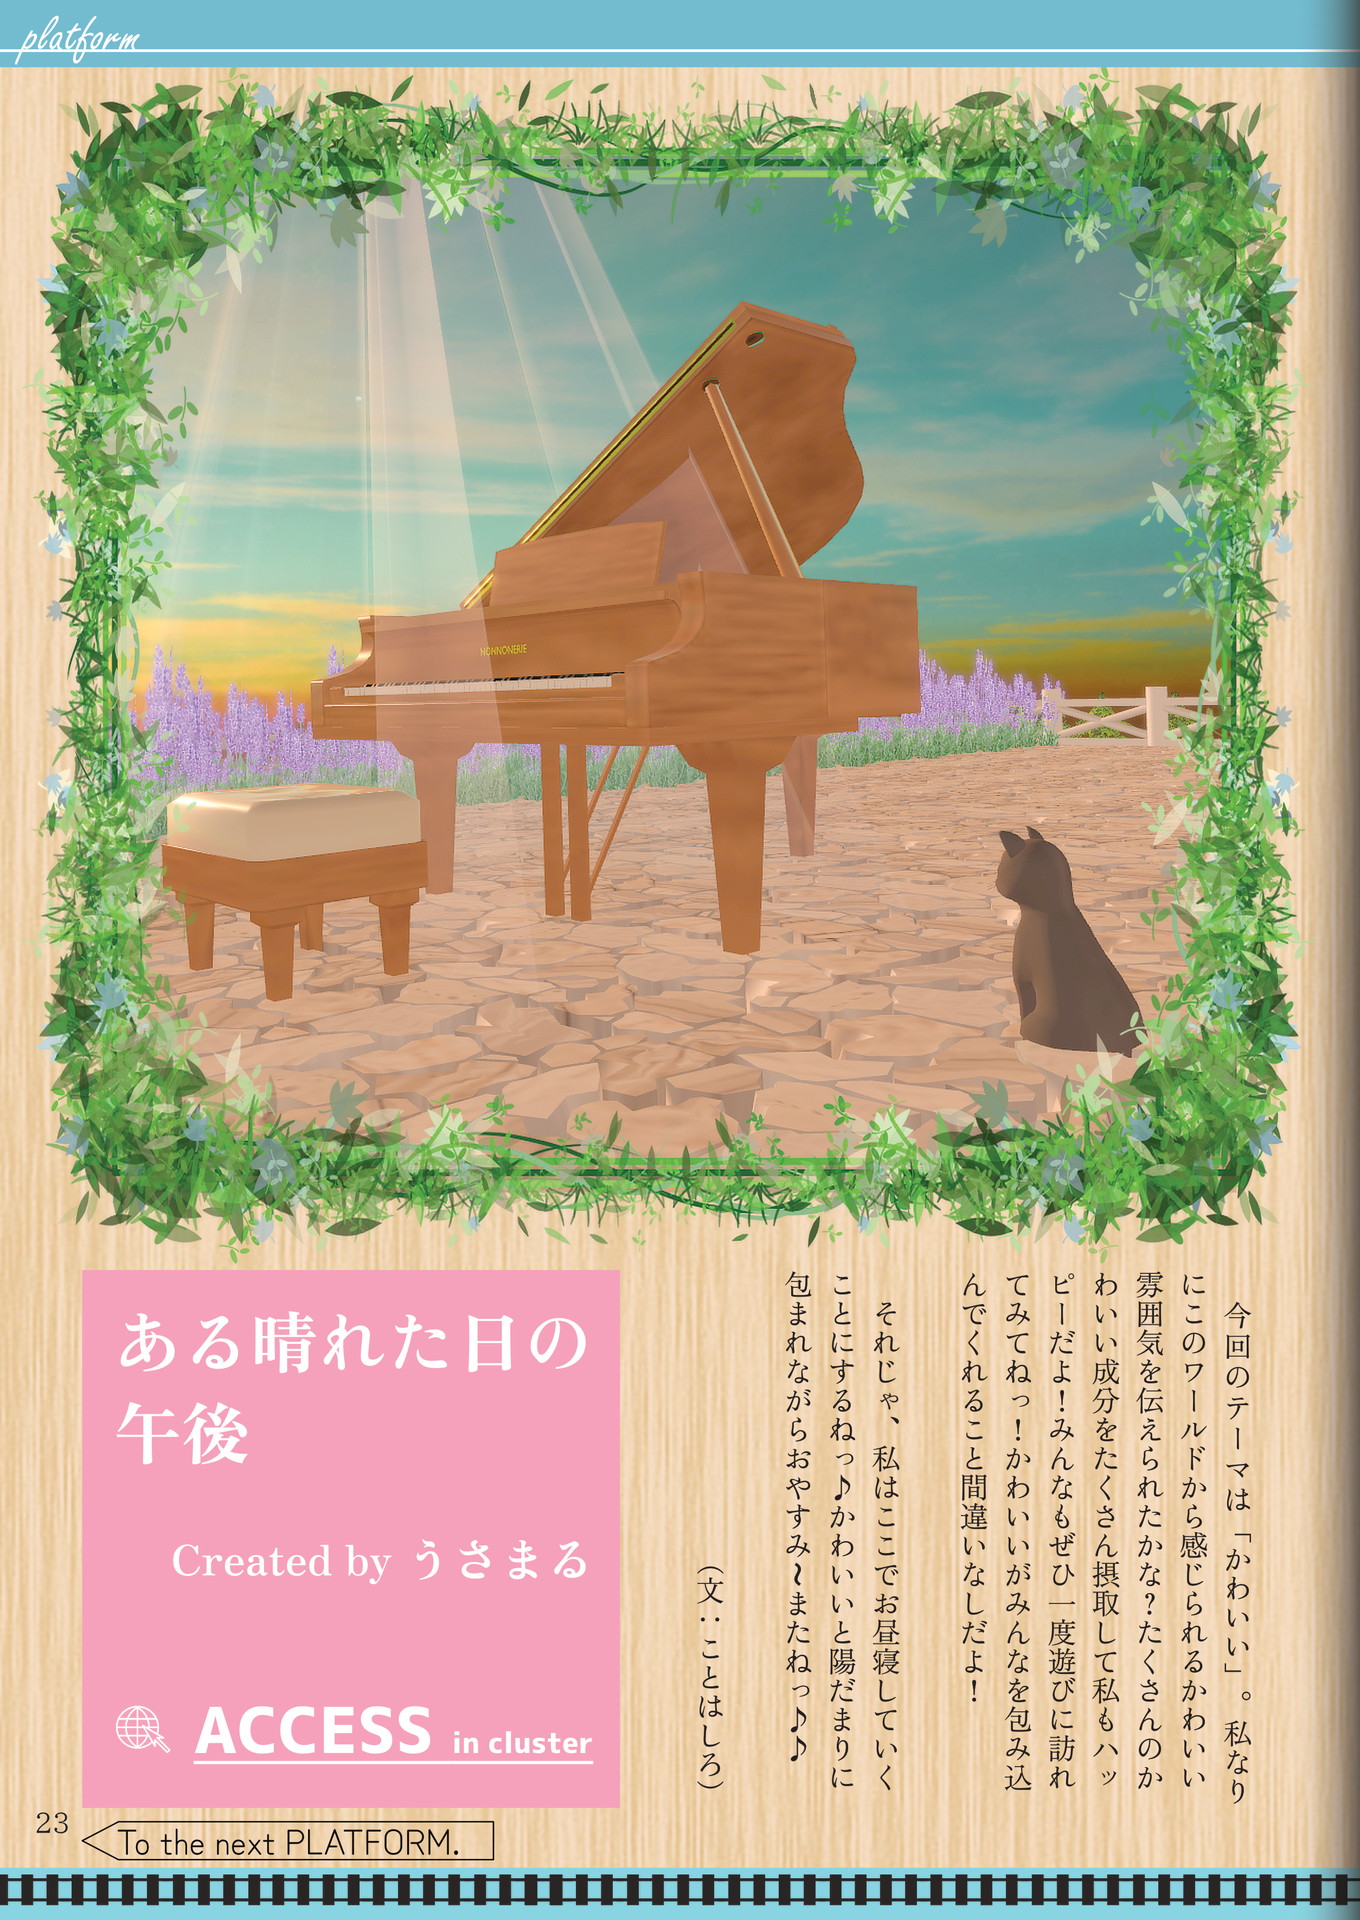 platform
NOHNONERIE
今回のテーマは「かわいい」。私なり
にこのワールドから感じられるかわいい
雰囲気を伝えられたかな？たくさんのか
わいい成分をたくさん摂取して私もハッ
ピーだよ！みんなもぜひ一度遊びに訪れ
てみてねっ！かわいいがみんなを包み込
んでくれること間違いなしだよ！
それじゃ、私はここでお昼寝していく
ことにするねっ♪かわいいと陽だまりに
包まれながらおやすみ〜またねっ♪♪
（文：ことはしろ）
ある晴れた日の
午後
Created by うさまる
ACCESS in cluster
23
To the next PLATFORM.